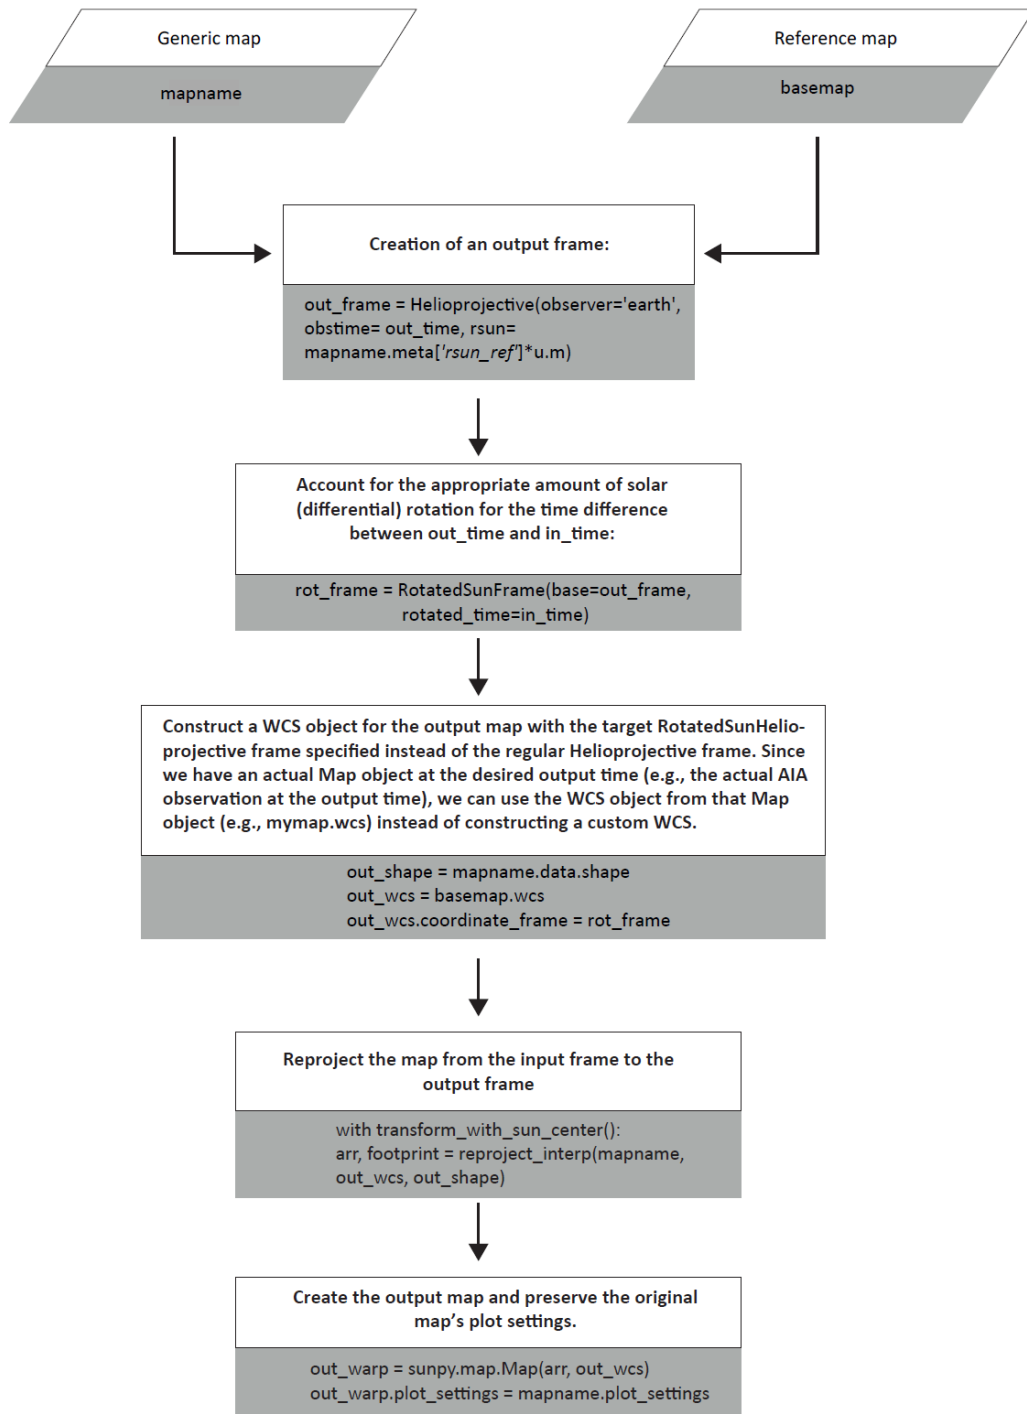 Generic map
mapname
Reference map
basemap
Creation of an output frame:
out_frame = Helioprojective(observer='earth',
obstime= out_time, rsun=
mapname.meta['rsun_ref']*u.m)
Account for the appropriate amount of solar
(differential) rotation for the time difference
between out_time and in_time:
rot_frame = RotatedSunFrame(base=out_frame,
rotated_time=in_time)
Construct a WCS object for the output map with the target RotatedSunHelio-
projective frame specified instead of the regular Helioprojective frame. Since
we have an actual Map object at the desired output time (e.g., the actual AIA
observation at the output time), we can use the WCS object from that Map
object (e.g., mymap.wcs) instead of constructing a custom WCS.
out_shape = mapname.data.shape
out_wcs = basemap.wcs
out_wcs.coordinate_frame = rot_frame
Reproject the map from the input frame to the
output frame
with transform_with_sun_center():
arr, footprint = reproject_interp(mapname,
out_wcs, out_shape)
Create the output map and preserve the original
map's plot settings.
out_warp = sunpy.map.Map(arr, out_wcs)
out_warp.plot_settings = mapname.plot_settings